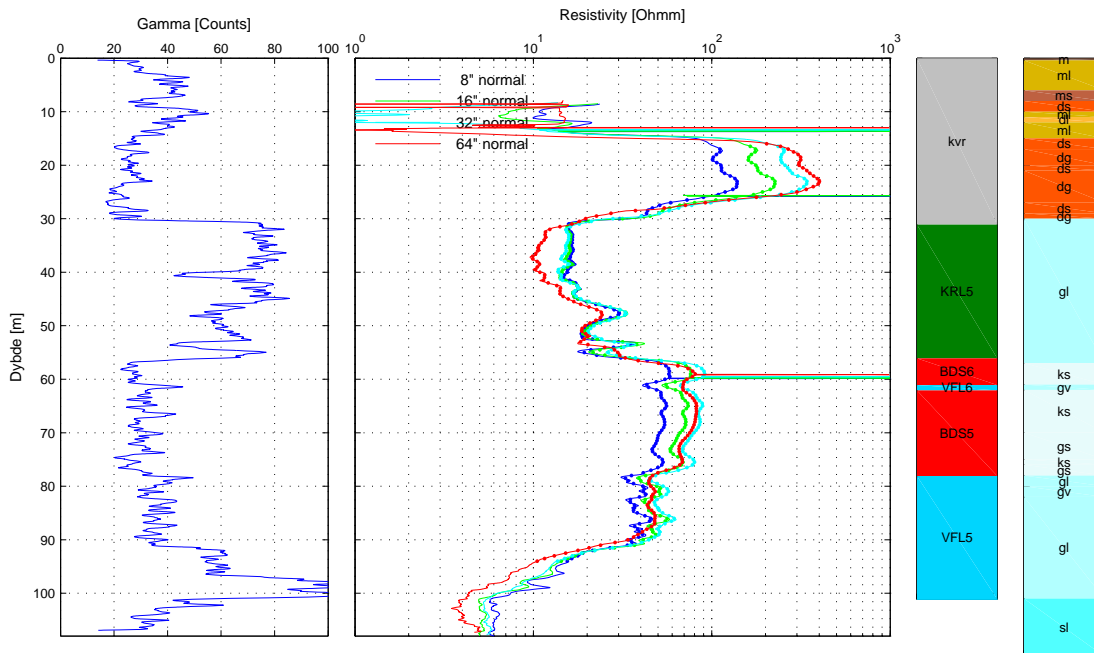 Gamma [Counts]
Resistivity [Ohmm]
0 20 40 60 80 100
10^0 10^1 10^2 10^3
Dybode [m]
0
10
20
30
40
50
60
70
80
90
100
8" normal
16" normal
32" normal
64" normal
kvr
KRL5
BDS6
VFL6
BDS5
VFL5
m
ml
ms
ds
ml
dl
ml
ds
dg
ds
dg
ds
dg
gl
ks
gv
ks
gs
ks
gs
gl
gv
gl
sl